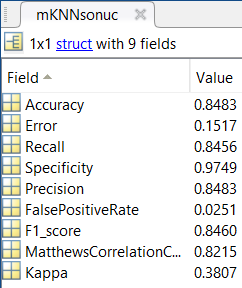 mKNNsonuc
1x1 struct with 9 fields
Field Value
Accuracy 0.8483
Error 0.1517
Recall 0.8456
Specificity 0.9749
Precision 0.8483
FalsePositiveRate 0.0251
F1_score 0.8460
MatthewsCorrelationC... 0.8215
Kappa 0.3807